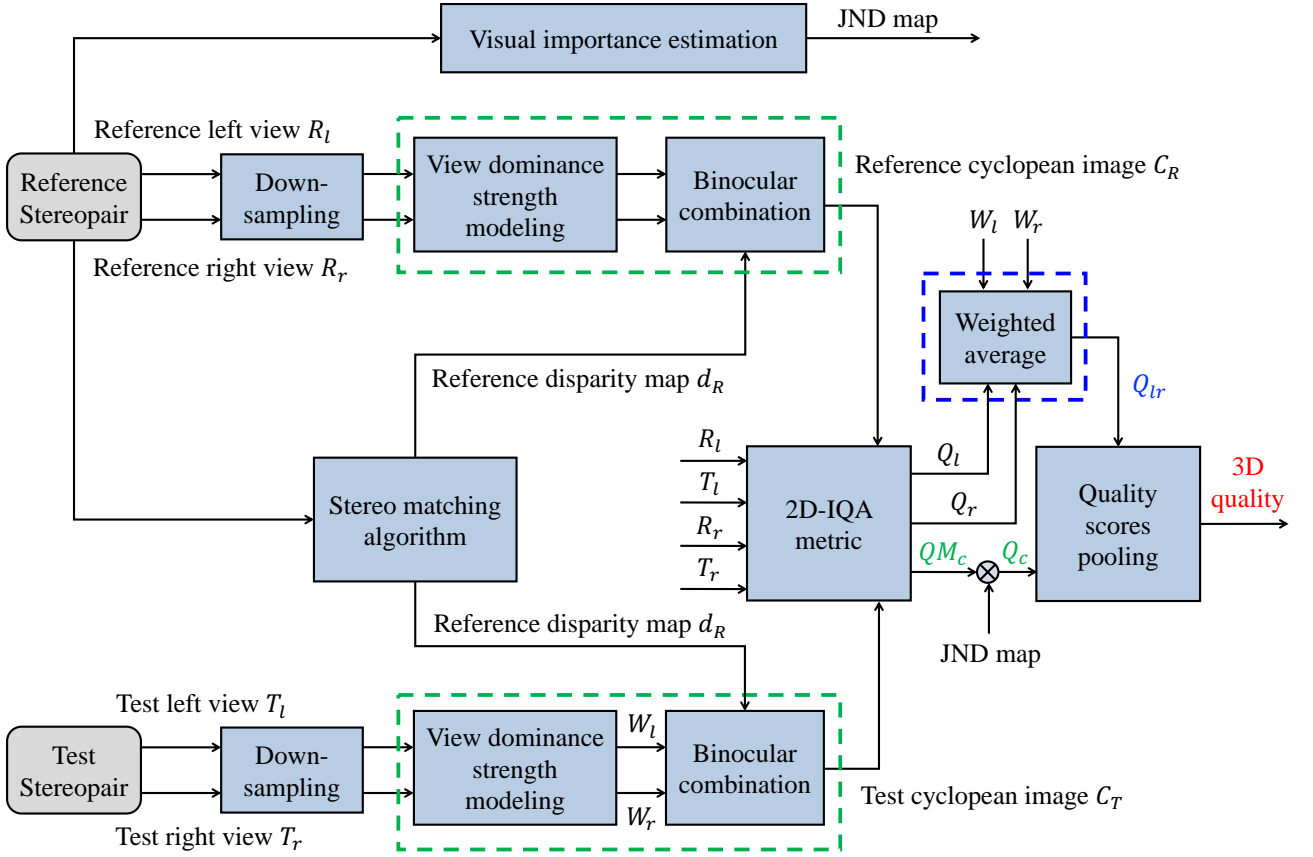 JND map
Visual importance estimation
Reference left view R_l
Reference
Stereopair
Down-
sampling
View dominance
strength
modeling
Binocular
combination
Reference cyclopean image C_R
Reference right view R_r
W_l
W_r
Weighted
average
Reference disparity map d_R
Q_lr
R_l
T_l
R_r
T_r
Stereo matching
algorithm
2D-IQA
metric
Q_l
Q_r
QM_c
Q_c
Quality
scores
pooling
3D
quality
Reference disparity map d_R
JND map
Test left view T_l
Test
Stereopair
Down-
sampling
View dominance
strength
modeling
W_l
W_r
Binocular
combination
Test cyclopean image C_T
Test right view T_r